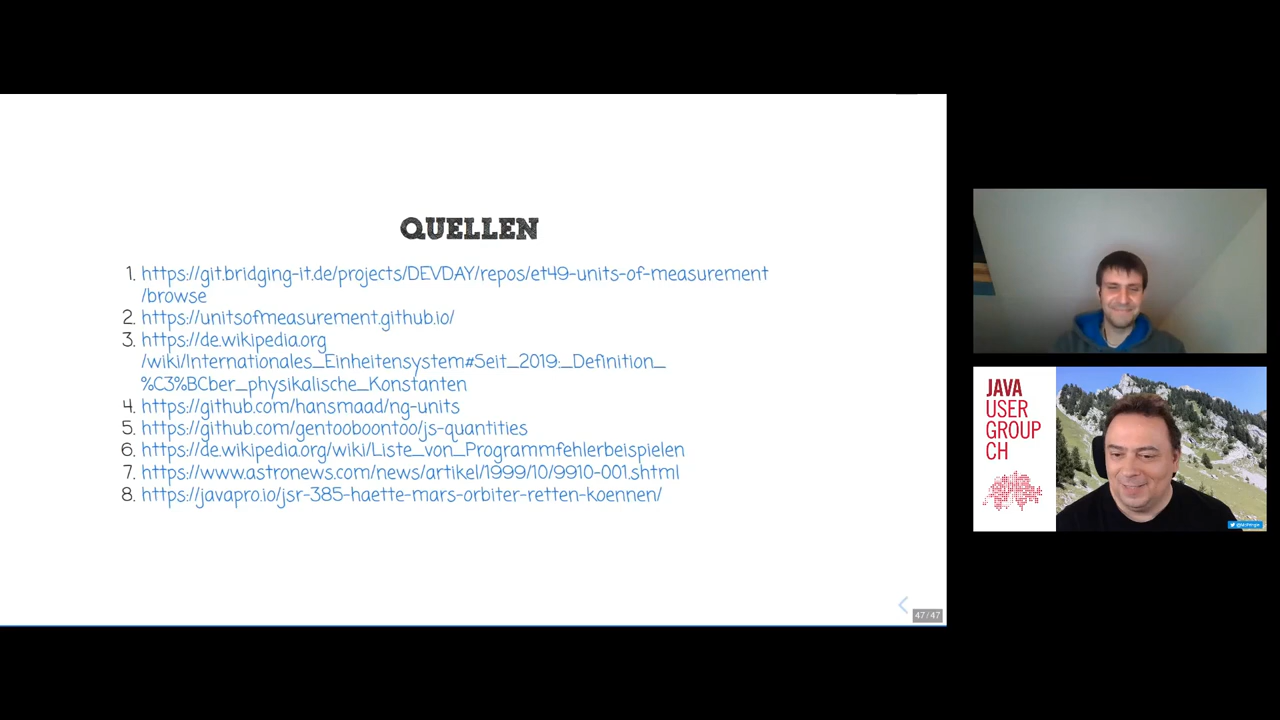 QUELLEN
1. https://git.bridging-it.de/projects/DEVDAY/repos/et49-units-of-measurement
/browse
2. https://unitsofmeasurement.github.io/
3. https://de.wikipedia.org
/wiki/Internationales_Einheitensystem#Seit_2019:_Definition_
%C3%BCber_physikalische_Konstanten
4. https://github.com/hansmaad/ng-units
5. https://github.com/gentooboontoo/js-quantities
6. https://de.wikipedia.org/wiki/Liste_von_Programmfehlerbeispielen
7. https://www.astronews.com/news/artikel/1999/10/9910-001.shtml
8. https://javapro.io/jsr-385-haette-mars-orbiter-retten-koennen/
47/47
JAVA
USER
GROUP
CH